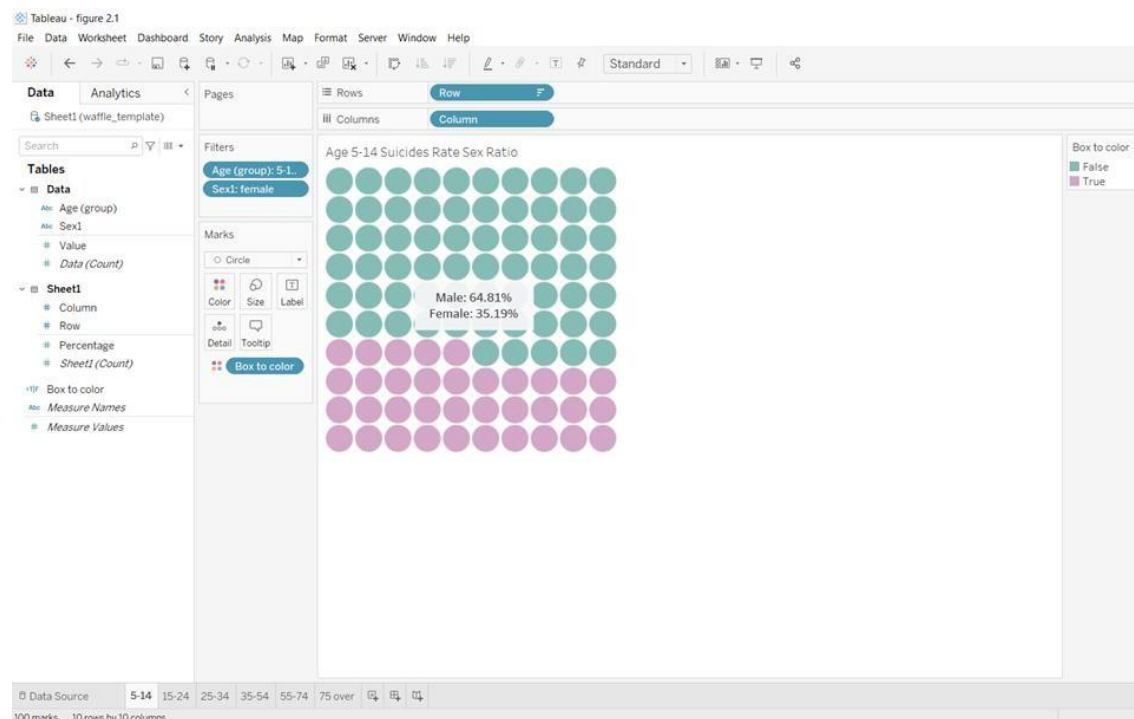 Tableau - figure 2.1
File Data Worksheet Dashboard Story Analysis Map Format Server Window Help
Standard
Data Analytics
Sheet1 (waffle_template)
Search
Tables
Data
Abc Age (group)
Abc Sex1
# Value
# Data (Count)
Sheet1
# Column
# Row
# Percentage
# Sheet1 (Count)
Box to color
Abc Measure Names
# Measure Values
Pages
Filters
Age (group): 5-1..
Sex1: female
Marks
Circle
Color Size Label
Detail Tooltip
Box to color
Rows Row
Columns Column
Age 5-14 Suicides Rate Sex Ratio
Male: 64.81%
Female: 35.19%
Box to color
False
True
Data Source 5-14 15-24 25-34 35-54 55-74 75 over
100 marks 10 rows by 10 columns